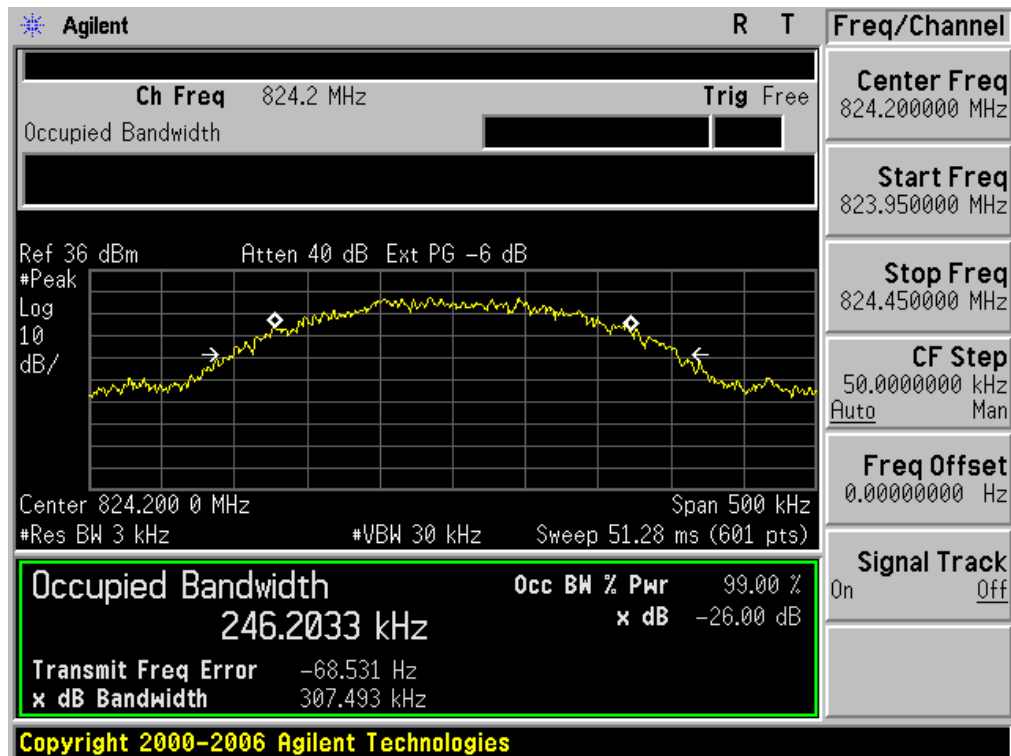 Agilent R T
Freq/Channel
Ch Freq 824.2 MHz Trig Free
Occupied Bandwidth
Center Freq
824.200000 MHz
Start Freq
823.950000 MHz
Stop Freq
824.450000 MHz
CF Step
50.0000000 kHz
Auto Man
Freq Offset
0.00000000 Hz
Signal Track
On Off
Ref 36 dBm Atten 40 dB Ext PG -6 dB
#Peak
Log
10
dB/
Center 824.200 0 MHz Span 500 kHz
#Res BW 3 kHz #VBW 30 kHz Sweep 51.28 ms (601 pts)
Occupied Bandwidth Occ BW % Pwr 99.00 %
246.2033 kHz x dB -26.00 dB
Transmit Freq Error -68.531 Hz
x dB Bandwidth 307.493 kHz
Copyright 2000-2006 Agilent Technologies